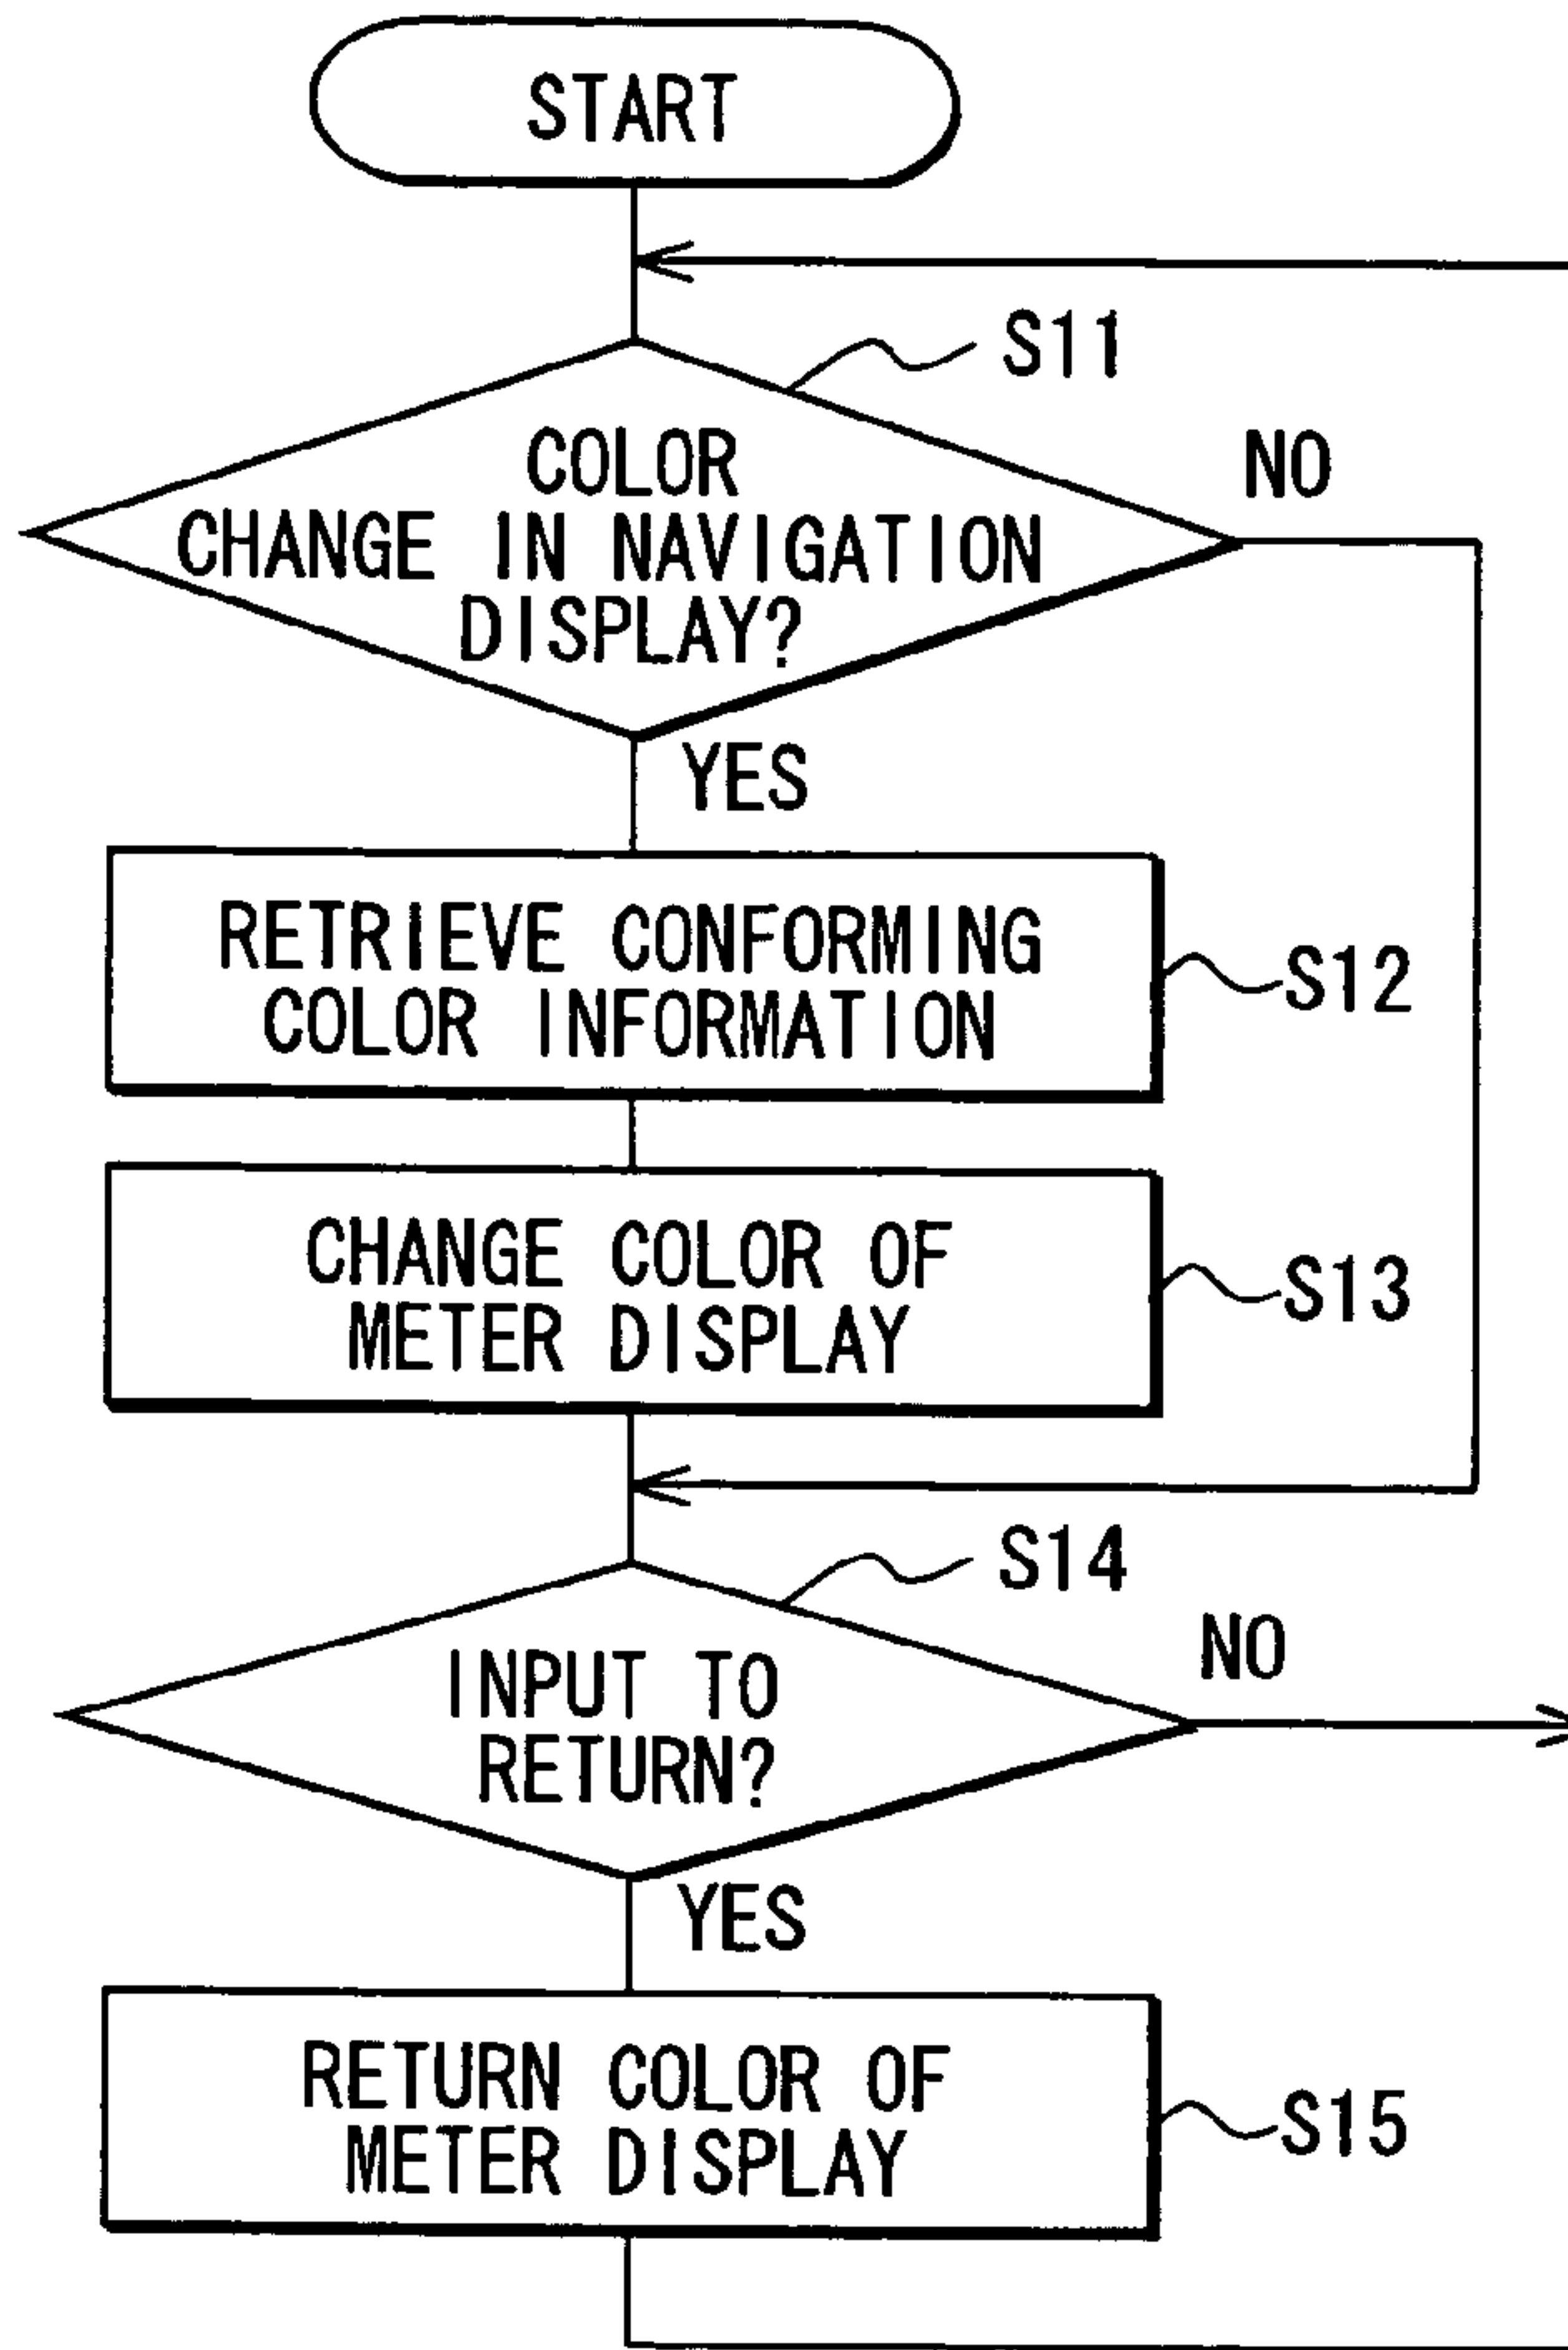 START
S11
COLOR
CHANGE IN NAVIGATION
DISPLAY?
NO
YES
RETRIEVE CONFORMING
COLOR INFORMATION
S12
CHANGE COLOR OF
METER DISPLAY
S13
S14
INPUT TO
RETURN?
NO
YES
RETURN COLOR OF
METER DISPLAY
S15